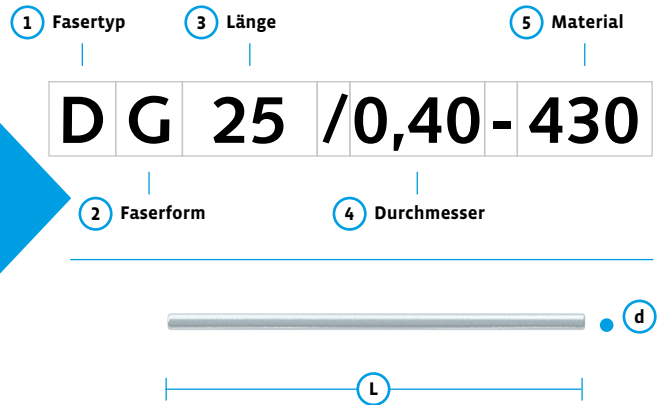 1 Fasertyp 3 Länge 5 Material
D G 25 /0,40 - 430
2 Faserform 4 Durchmesser
d
L